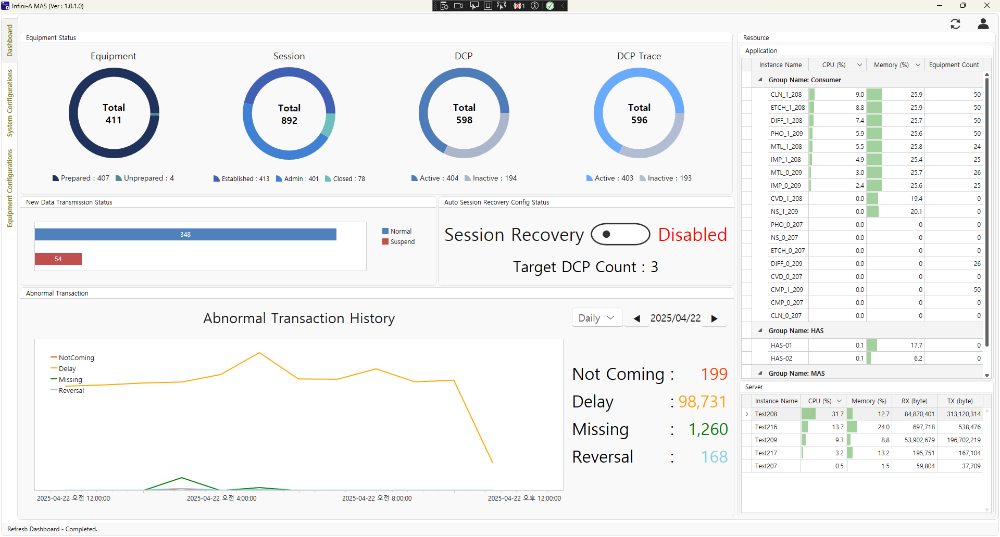 Infini-A MAS (Ver : 1.0.1.0)
1
Dashboard
System Configurations
Equipment Configurations
Equipment Status
Equipment
Total
411
Prepared : 407
Unprepared : 4
Session
Total
892
Established : 413
Admin : 401
Closed : 78
DCP
Total
598
Active : 404
Inactive : 194
DCP Trace
Total
596
Active : 403
Inactive : 193
New Data Transmission Status
348
54
Normal
Suspend
Auto Session Recovery Config Status
Session Recovery Disabled
Target DCP Count : 3
Abnormal Transaction
Abnormal Transaction History
Daily
2025/04/22
NotComing
Delay
Missing
Reversal
2025-04-22 오전 12:00:00
2025-04-22 오전 4:00:00
2025-04-22 오전 8:00:00
2025-04-22 오후 12:00:00
Not Coming : 199
Delay : 98,731
Missing : 1,260
Reversal : 168
Resource
Application
Instance Name CPU (%) Memory (%) Equipment Count
Group Name: Consumer
CLN_1_208 9.0 25.9 50
ETCH_1_208 8.8 25.9 50
DIFF_1_208 7.4 25.7 50
PHO_1_209 5.9 25.6 50
MTL_1_208 5.5 25.8 24
IMP_1_208 4.9 25.4 25
MTL_0_209 3.0 25.7 26
IMP_0_209 2.4 25.6 25
CVD_1_208 0.0 19.4 0
NS_1_209 0.0 20.1 0
PHO_0_207 0.0 0 0
NS_0_207 0.0 0 0
ETCH_0_207 0.0 0 0
DIFF_0_209 0.0 0 26
CVD_0_207 0.0 0 0
CMP_1_209 0.0 0 50
CMP_0_207 0.0 0 0
CLN_0_207 0.0 0 0
Group Name: HAS
HAS-01 0.1 17.7 0
HAS-02 0.1 6.2 0
Group Name: MAS
Server
Instance Name CPU (%) Memory (%) RX (byte) TX (byte)
Test208 31.7 12.7 84,870,401 313,120,314
Test216 13.7 24.0 697,718 538,476
Test209 9.3 8.8 53,902,679 196,702,219
Test217 3.2 13.2 195,751 167,104
Test207 0.5 1.5 59,804 37,709
Refresh Dashboard - Completed.